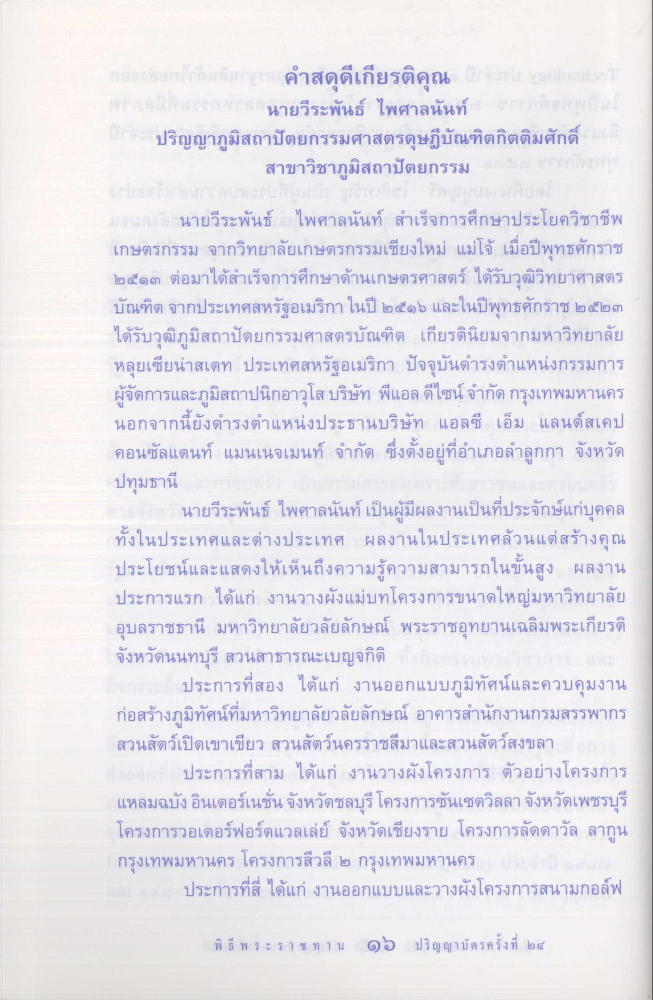 คำสดุดีเกียรติคุณ
นายวีระพันธ์ ไพศาลนันท์
ปริญญาภูมิสถาปัตยกรรมศาสตรดุษฎีบัณฑิตกิตติมศักดิ์
สาขาวิชาภูมิสถาปัตยกรรม
นายวีระพันธ์ ไพศาลนันท์ สำเร็จการศึกษาประโยควิชาชีพ
เกษตรกรรม จากวิทยาลัยเกษตรกรรมเชียงใหม่ แม่โจ้ เมื่อปีพุทธศักราช
๒๕๑๓ ต่อมาได้สำเร็จการศึกษาด้านเกษตรศาสตร์ ได้รับวุฒิวิทยาศาสตร
บัณฑิต จากประเทศสหรัฐอเมริกา ในปี ๒๕๑๖ และในปีพุทธศักราช ๒๕๒๓
ได้รับวุฒิภูมิสถาปัตยกรรมศาสตรบัณฑิต เกียรตินิยมจากมหาวิทยาลัย
หลุยเซียน่าสเตท ประเทศสหรัฐอเมริกา ปัจจุบันดำรงตำแหน่งกรรมการ
ผู้จัดการและภูมิสถาปนิกอาวุโส บริษัท พีแอล ดีไซน์ จำกัด กรุงเทพมหานคร
นอกจากนี้ยังดำรงตำแหน่งประธานบริษัท แอลซี เอ็ม แลนด์สเคป
คอนซัลแตนท์ แมนเนจเมนท์ จำกัด ซึ่งตั้งอยู่ที่อำเภอลำลูกกา จังหวัด
ปทุมธานี
นายวีระพันธ์ ไพศาลนันท์ เป็นผู้มีผลงานเป็นที่ประจักษ์แก่บุคคล
ทั้งในประเทศและต่างประเทศ ผลงานในประเทศล้วนแต่สร้างคุณ
ประโยชน์และแสดงให้เห็นถึงความรู้ความสามารถในขั้นสูง ผลงาน
ประการแรก ได้แก่ งานวางผังแม่บทโครงการขนาดใหญ่มหาวิทยาลัย
อุบลราชธานี มหาวิทยาลัยวลัยลักษณ์ พระราชอุทยานเฉลิมพระเกียรติ
จังหวัดนนทบุรี สวนสาธารณะเบญจกิติ
ประการที่สอง ได้แก่ งานออกแบบภูมิทัศน์และควบคุมงาน
ก่อสร้างภูมิทัศน์ที่มหาวิทยาลัยวลัยลักษณ์ อาคารสำนักงานกรมสรรพากร
สวนสัตว์เปิดเขาเขียว สวนสัตว์นครราชสีมาและสวนสัตว์สงขลา
ประการที่สาม ได้แก่ งานวางผังโครงการ ตัวอย่างโครงการ
แหลมฉบัง อินเตอร์เนชั่น จังหวัดชลบุรี โครงการซันเซตวิลลา จังหวัดเพชรบุรี
โครงการวอเตอร์ฟอร์ตแวลเล่ย์ จังหวัดเชียงราย โครงการลัดดาวัล ลากูน
กรุงเทพมหานคร โครงการสีวลี ๒ กรุงเทพมหานคร
ประการที่สี่ ได้แก่ งานออกแบบและวางผังโครงการสนามกอล์ฟ
พิธีพระราชทาน ๑๖ ปริญญาบัตรครั้งที่ ๒๔